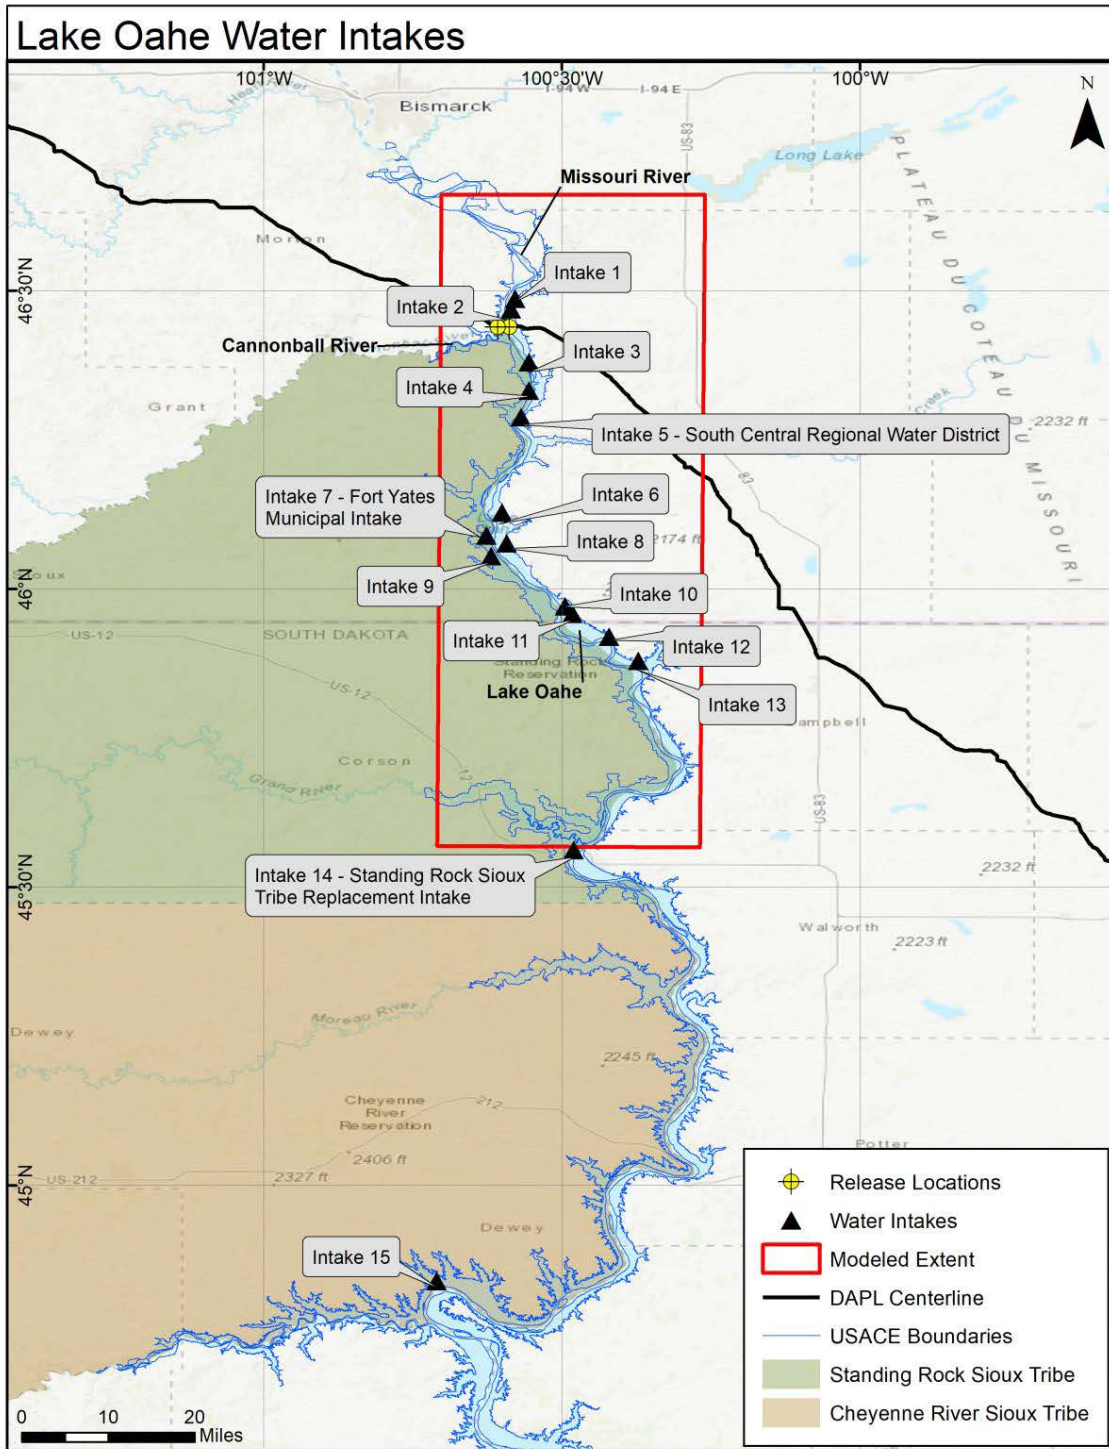 Lake Oahe Water Intakes
101°W
100°30'W
100°W
N
Heart River
Bismarck
I-94 W
I-94 E
US-83
Long Lake
Missouri River
PLATEAU DU COTEAU DU MISSOURI
Morton
46°30'N
Intake 1
Intake 2
Cannonball River
Intake 3
Intake 4
Grant
Creek
2232 ft
Intake 5 - South Central Regional Water District
83
Intake 7 - Fort Yates
Municipal Intake
Intake 6
Intake 8
2174 ft
Sioux
46°N
Intake 9
Intake 10
US-12
SOUTH DAKOTA
Intake 11
Intake 12
Standing Rock
Reservation
US-12
Lake Oahe
Intake 13
Campbell
Corson
12
Grand River
US-83
Intake 14 - Standing Rock Sioux
Tribe Replacement Intake
2232 ft
45°30'N
Walworth
2223 ft
Moreau River
Dewey
2245 ft
Cheyenne
River
Reservation
212
2406 ft
Potter
US-212
2327 ft
45°N
Dewey
Intake 15
Release Locations
Water Intakes
Modeled Extent
DAPL Centerline
USACE Boundaries
Standing Rock Sioux Tribe
Cheyenne River Sioux Tribe
0 10 20
Miles